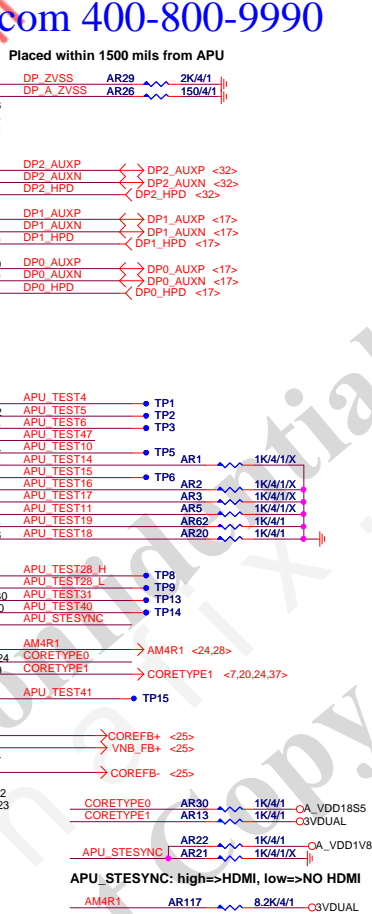 com 400-800-9990
Placed within 1500 mils from APU
DP_ZVSS AR29 2K/4/1
DP_A_ZVSS AR26 150/4/1
DP2_AUXP DP2_AUXP <32>
DP2_AUXN DP2_AUXN <32>
DP2_HPD DP2_HPD <32>
DP1_AUXP DP1_AUXP <17>
DP1_AUXN DP1_AUXN <17>
DP1_HPD DP1_HPD <17>
DP0_AUXP DP0_AUXP <17>
DP0_AUXN DP0_AUXN <17>
DP0_HPD DP0_HPD <17>
APU_TEST4 TP1
APU_TEST5 TP2
APU_TEST6 TP3
APU_TEST47
APU_TEST10 TP5
APU_TEST14 AR1 1K/4/1/X
APU_TEST15 TP6
APU_TEST16 AR2 1K/4/1/X
APU_TEST17 AR3 1K/4/1/X
APU_TEST11 AR5 1K/4/1/X
APU_TEST19 AR62 1K/4/1
APU_TEST18 AR20 1K/4/1
APU_TEST28_H TP8
APU_TEST28_L TP9
APU_TEST31 TP13
APU_TEST40 TP14
APU_STESYNC
AM4R1 AM4R1 <24,28>
24 CORETYPE0
CORETYPE1 CORETYPE1 <7,20,24,37>
APU_TEST41 TP15
COREFB+ <25>
VNB_FB+ <25>
COREFB- <25>
2
23
CORETYPE0 AR30 1K/4/1 A_VDD18S5
CORETYPE1 AR13 1K/4/1 3VDUAL
AR22 1K/4/1 A_VDD1V8
APU_STESYNC AR21 1K/4/1/X
APU_STESYNC: high=>HDMI, low=>NO HDMI
AM4R1 AR117 8.2K/4/1 3VDUAL
Confidential
Copy